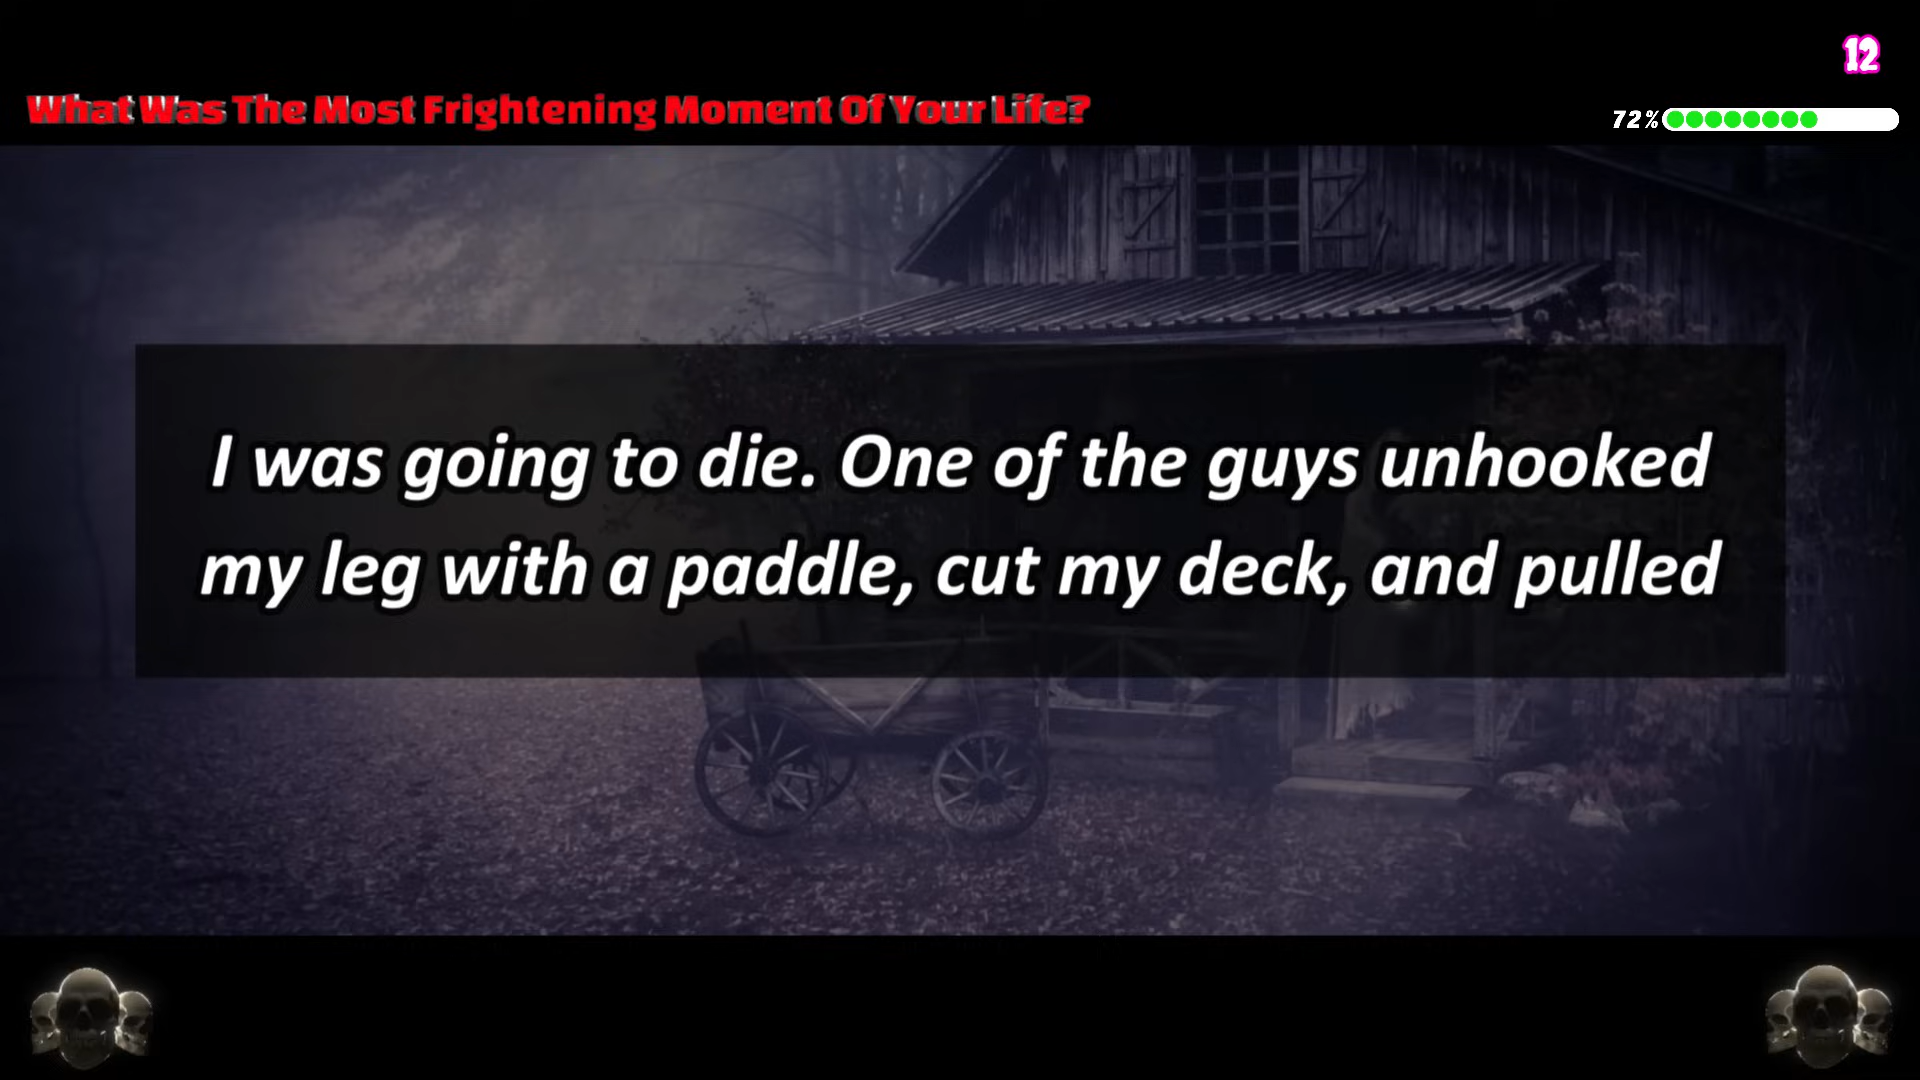 12
What Was The Most Frightening Moment Of Your Life?
72%
I was going to die. One of the guys unhooked
my leg with a paddle, cut my deck, and pulled